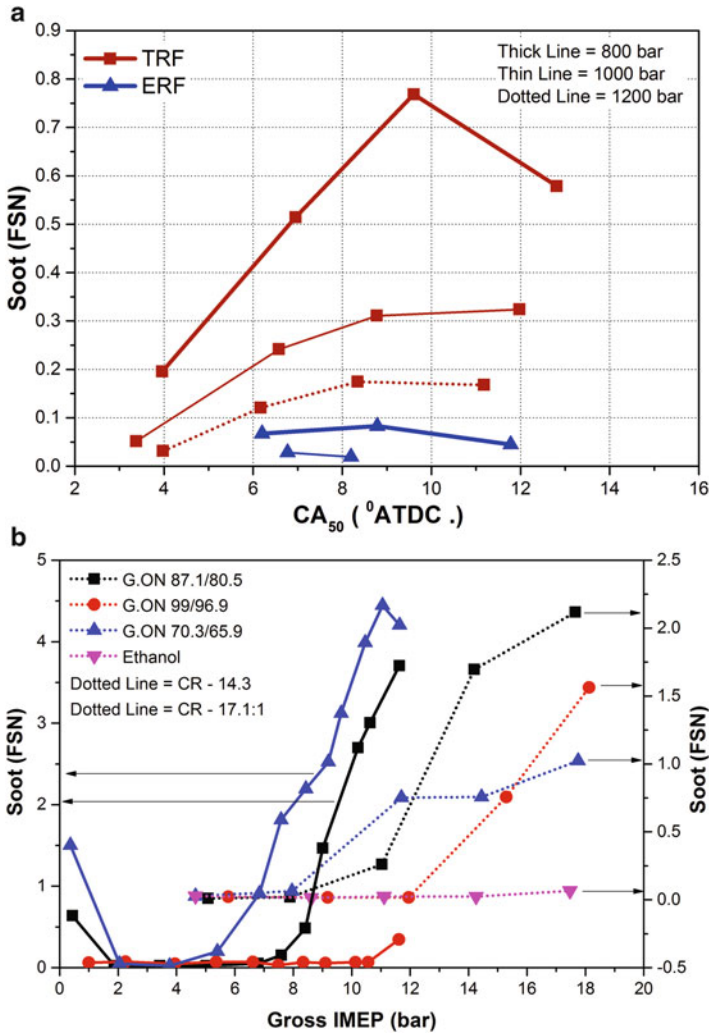 a
TRF
ERF
Thick Line = 800 bar
Thin Line = 1000 bar
Dotted Line = 1200 bar
0.9
0.8
0.7
0.6
0.5
0.4
0.3
0.2
0.1
0.0
Soot (FSN)
2 4 6 8 10 12 14 16
CA50 ( 0ATDC .)
b
G.ON 87.1/80.5
G.ON 99/96.9
G.ON 70.3/65.9
Ethanol
Dotted Line = CR - 14.3
Dotted Line = CR - 17.1:1
5
4
3
2
1
0
Soot (FSN)
2.5
2.0
1.5
1.0
0.5
0.0
-0.5
Soot (FSN)
0 2 4 6 8 10 12 14 16 18 20
Gross IMEP (bar)